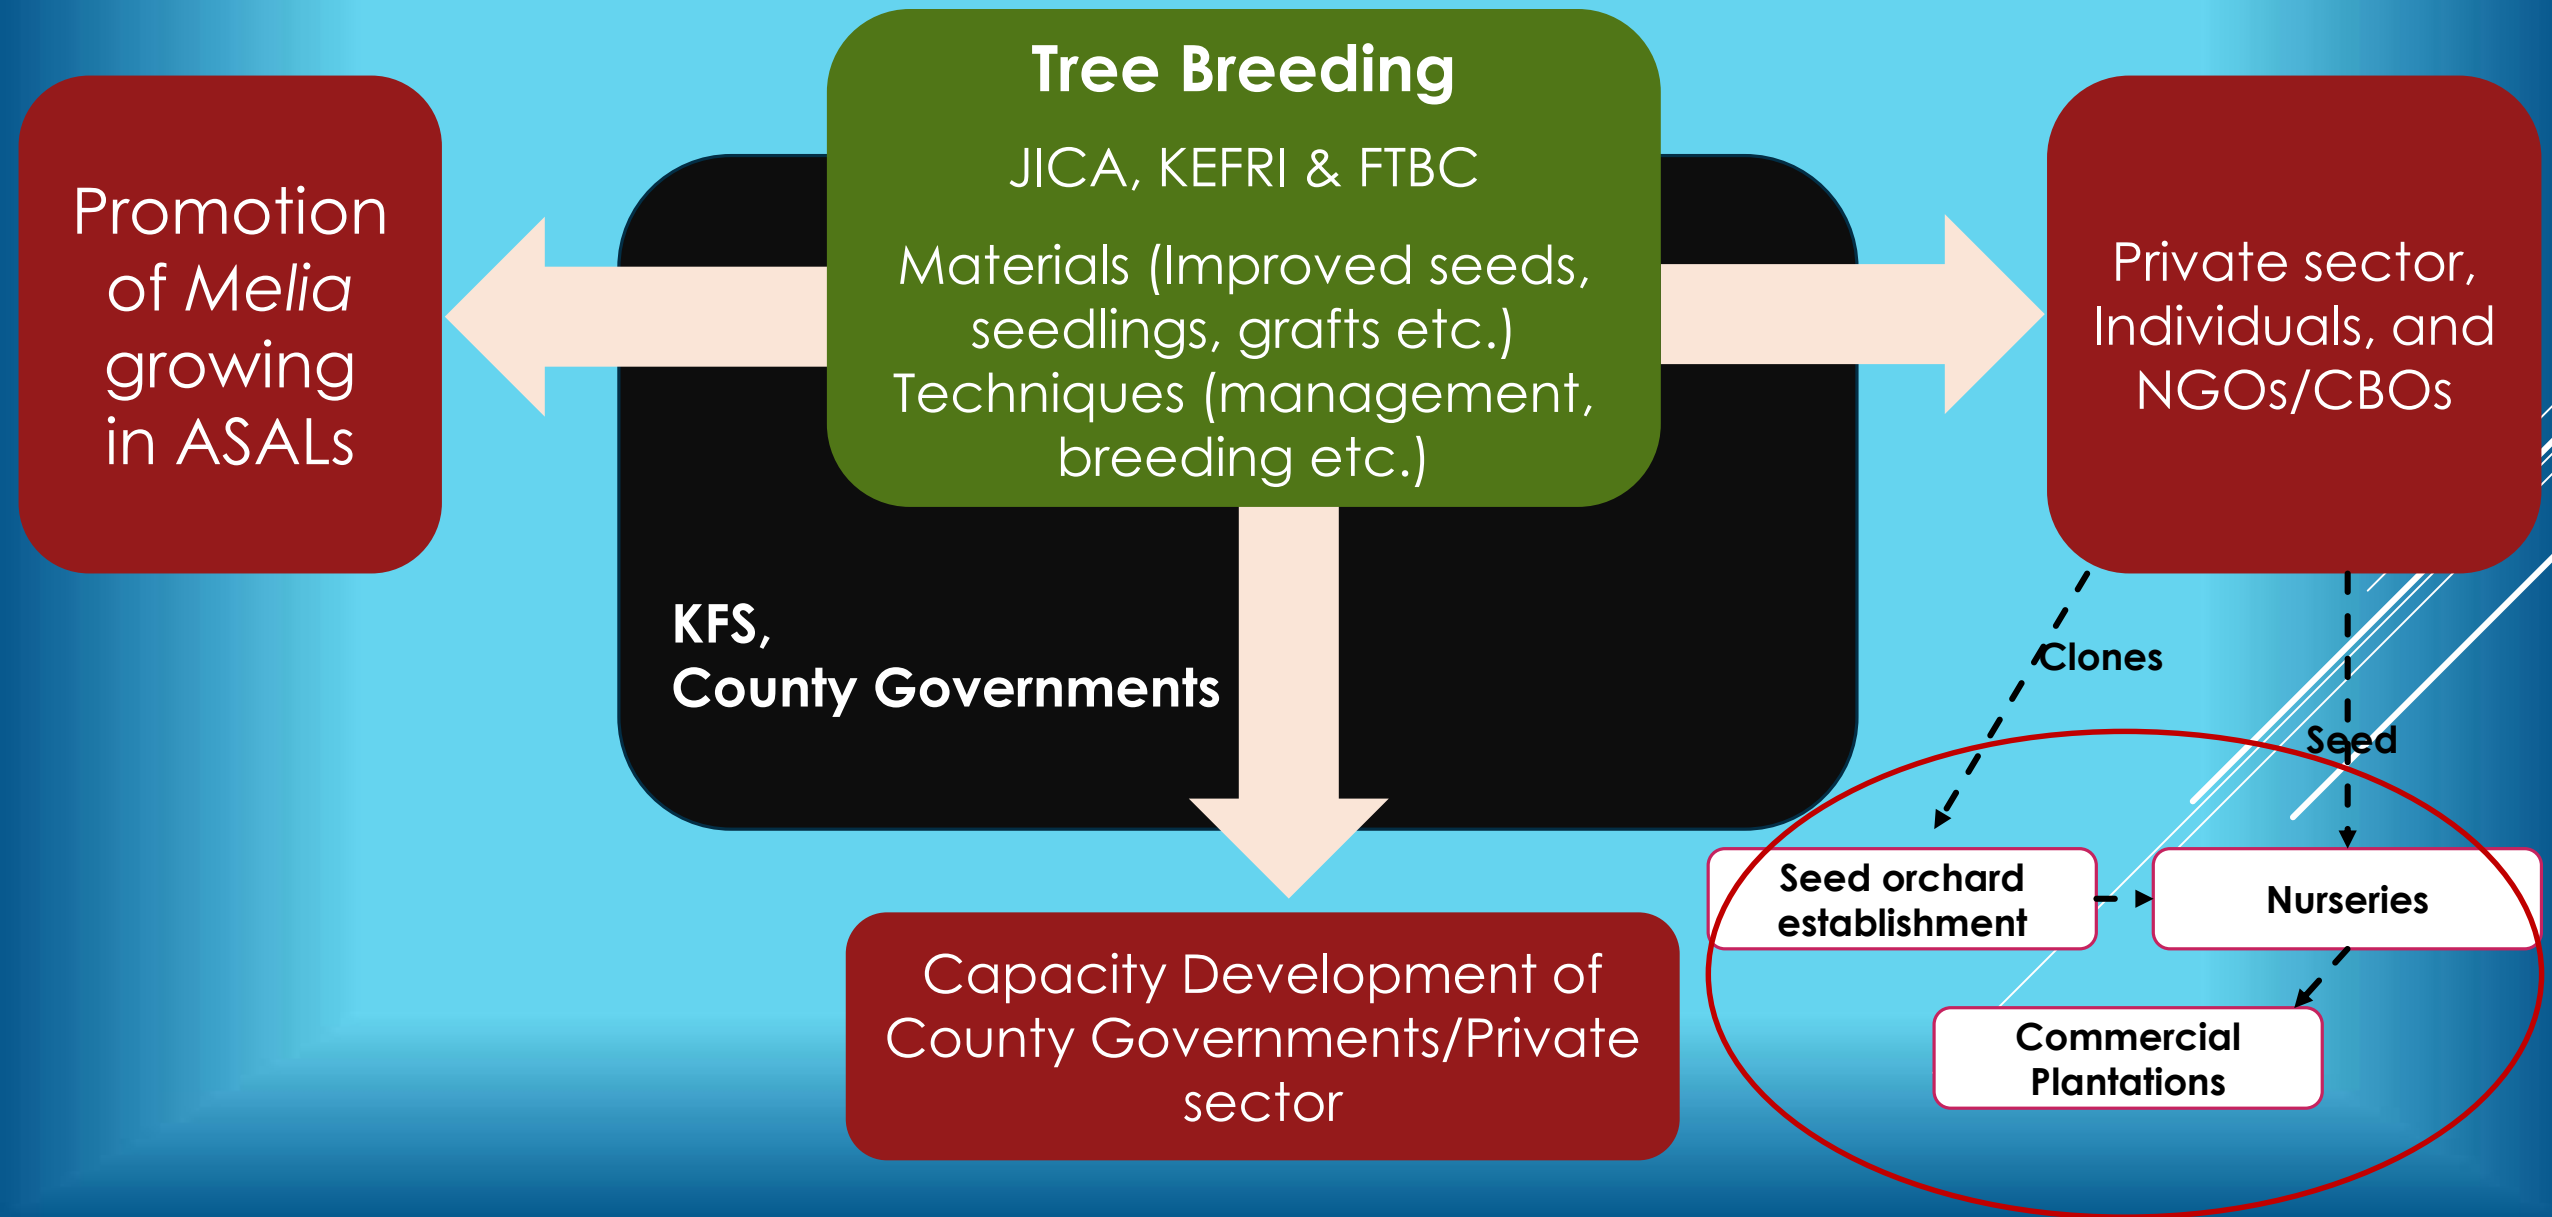 Tree Breeding
JICA, KEFRI & FTBC
Materials (Improved seeds,
seedlings, grafts etc.)
Techniques (management,
breeding etc.)
Promotion
of Melia
growing
in ASALs
Private sector,
Individuals, and
NGOs/CBOs
KFS,
County Governments
Clones
Seed
Seed orchard
establishment
Nurseries
Commercial
Plantations
Capacity Development of
County Governments/Private
sector